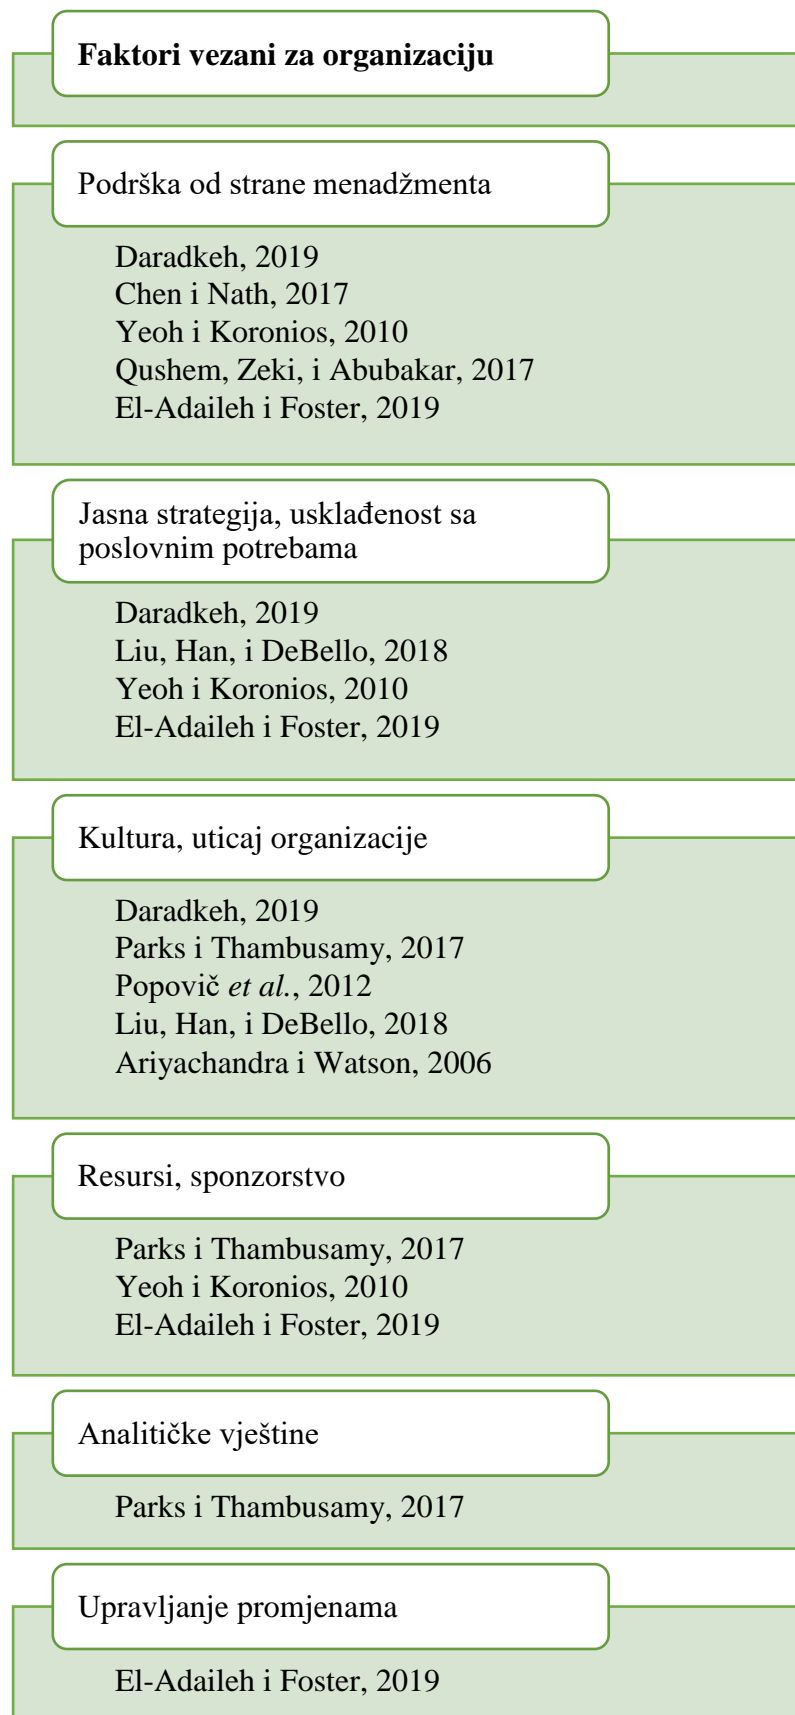 Faktori vezani za organizaciju
Podrška od strane menadžmenta
Daradkeh, 2019
Chen i Nath, 2017
Yeoh i Koronios, 2010
Qushem, Zeki, i Abubakar, 2017
El-Adaileh i Foster, 2019
Jasna strategija, usklađenost sa
poslovnim potrebama
Daradkeh, 2019
Liu, Han, i DeBello, 2018
Yeoh i Koronios, 2010
El-Adaileh i Foster, 2019
Kultura, uticaj organizacije
Daradkeh, 2019
Parks i Thambusamy, 2017
Popovič et al., 2012
Liu, Han, i DeBello, 2018
Ariyachandra i Watson, 2006
Resursi, sponzorstvo
Parks i Thambusamy, 2017
Yeoh i Koronios, 2010
El-Adaileh i Foster, 2019
Analitičke vještine
Parks i Thambusamy, 2017
Upravljanje promjenama
El-Adaileh i Foster, 2019